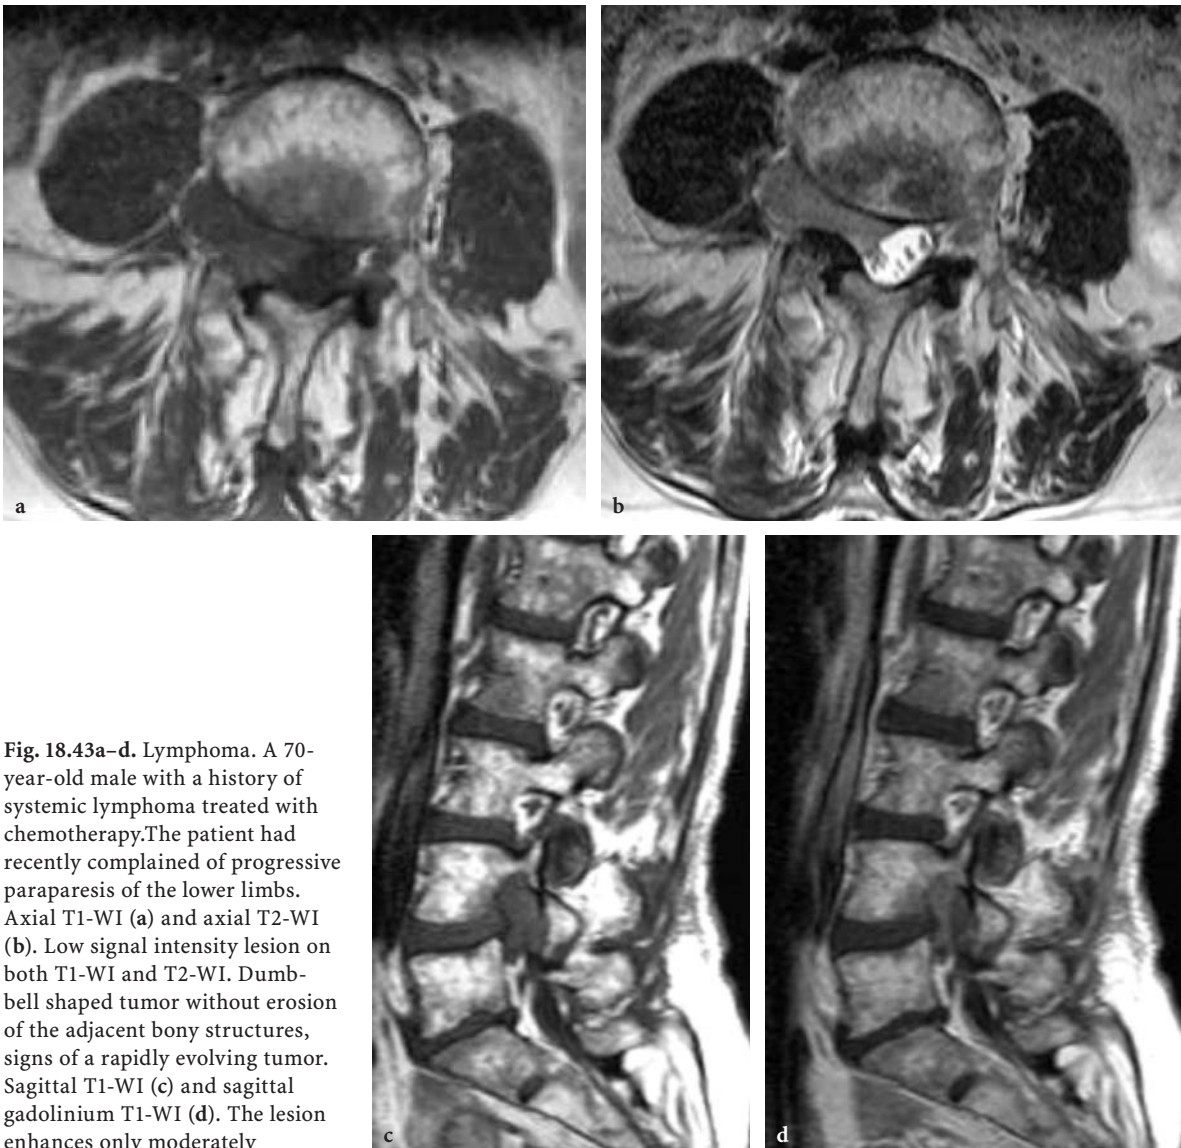 a
b
Fig. 18.43a–d. Lymphoma. A 70-
year-old male with a history of
systemic lymphoma treated with
chemotherapy.The patient had
recently complained of progressive
paraparesis of the lower limbs.
Axial T1-WI (a) and axial T2-WI
(b). Low signal intensity lesion on
both T1-WI and T2-WI. Dumb-
bell shaped tumor without erosion
of the adjacent bony structures,
signs of a rapidly evolving tumor.
Sagittal T1-WI (c) and sagittal
gadolinium T1-WI (d). The lesion
enhances only moderately
c
d